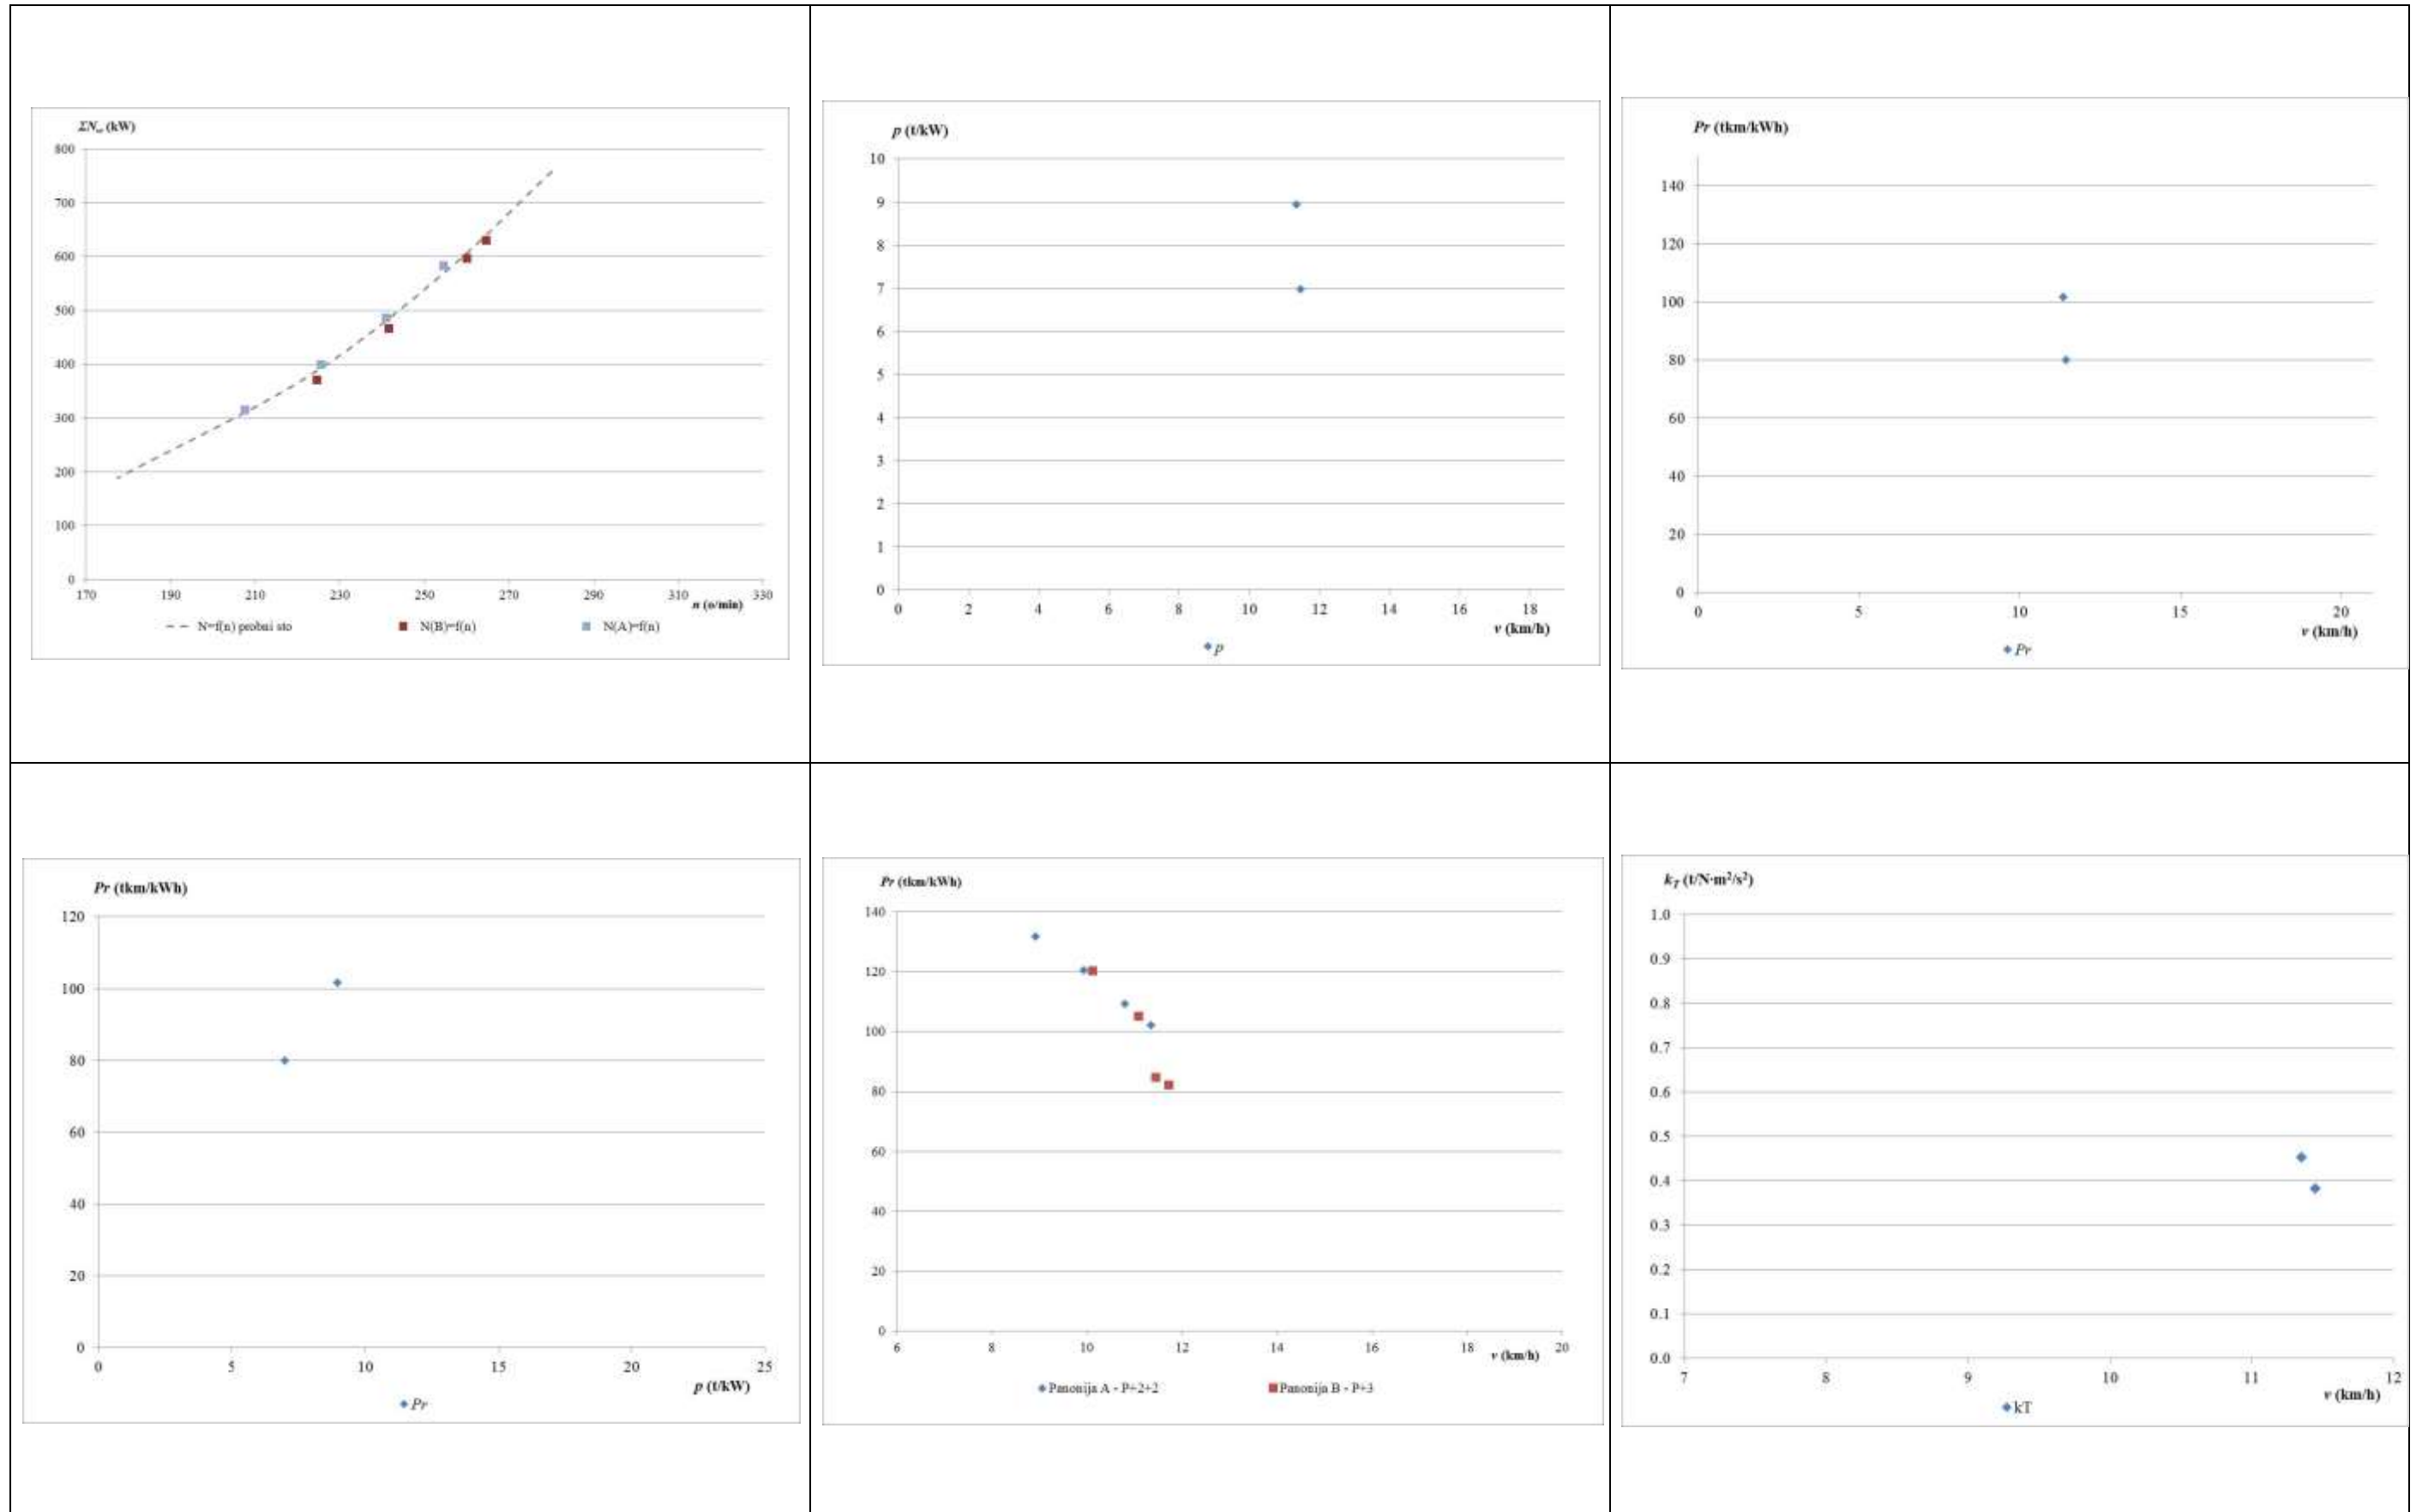 ΣNω (kW)
800
700
600
500
400
300
200
100
0
170 190 210 230 250 270 290 310 330
n (o/min)
N=f(n) probni sto N(B)=f(n) N(A)=f(n)
p (t/kW)
10
9
8
7
6
5
4
3
2
1
0
0 2 4 6 8 10 12 14 16 18
v (km/h)
p
Pr (tkm/kWh)
140
120
100
80
60
40
20
0
0 5 10 15 20
v (km/h)
Pr
Pr (tkm/kWh)
120
100
80
60
40
20
0
0 5 10 15 20 25
p (t/kW)
Pr
Pr (tkm/kWh)
140
120
100
80
60
40
20
0
6 8 10 12 14 16 18 20
v (km/h)
Panonija A - P+2+2 Panonija B - P+3
kT (t/N·m²/s²)
1.0
0.9
0.8
0.7
0.6
0.5
0.4
0.3
0.2
0.1
0.0
7 8 9 10 11 12
v (km/h)
kT